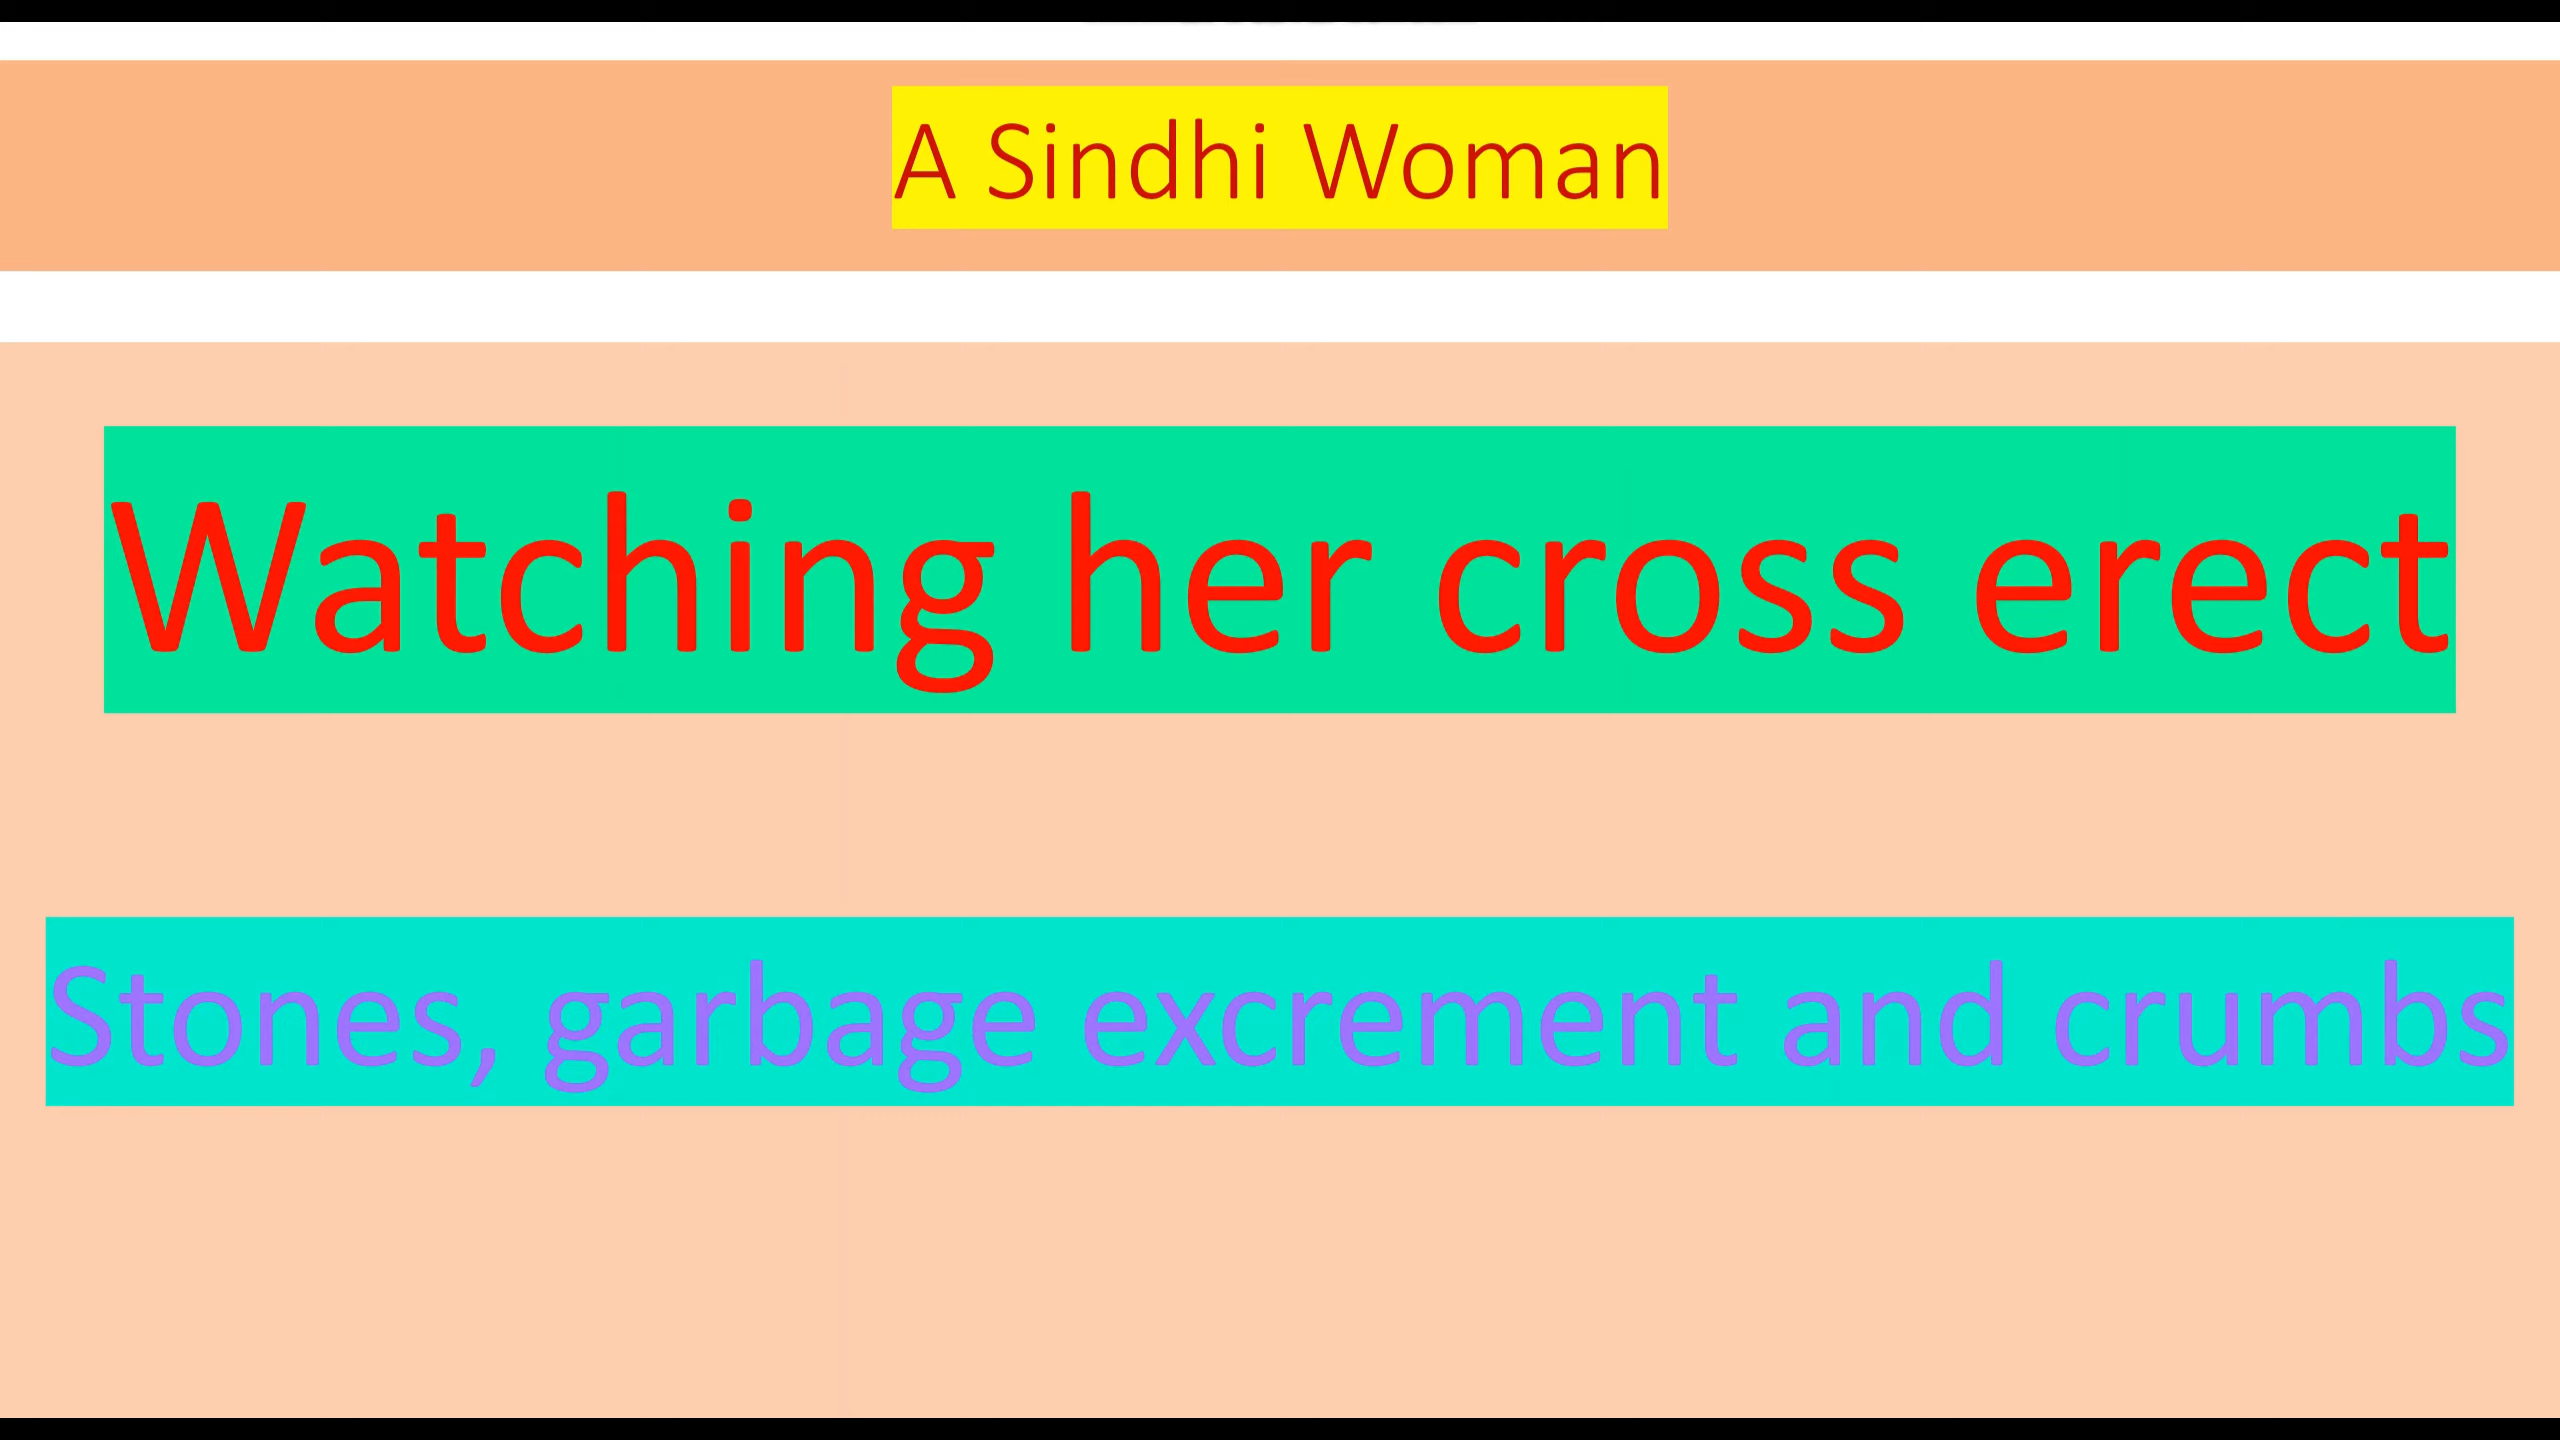 A Sindhi Woman
Watching her cross erect
Stones, garbage excrement and crumbs